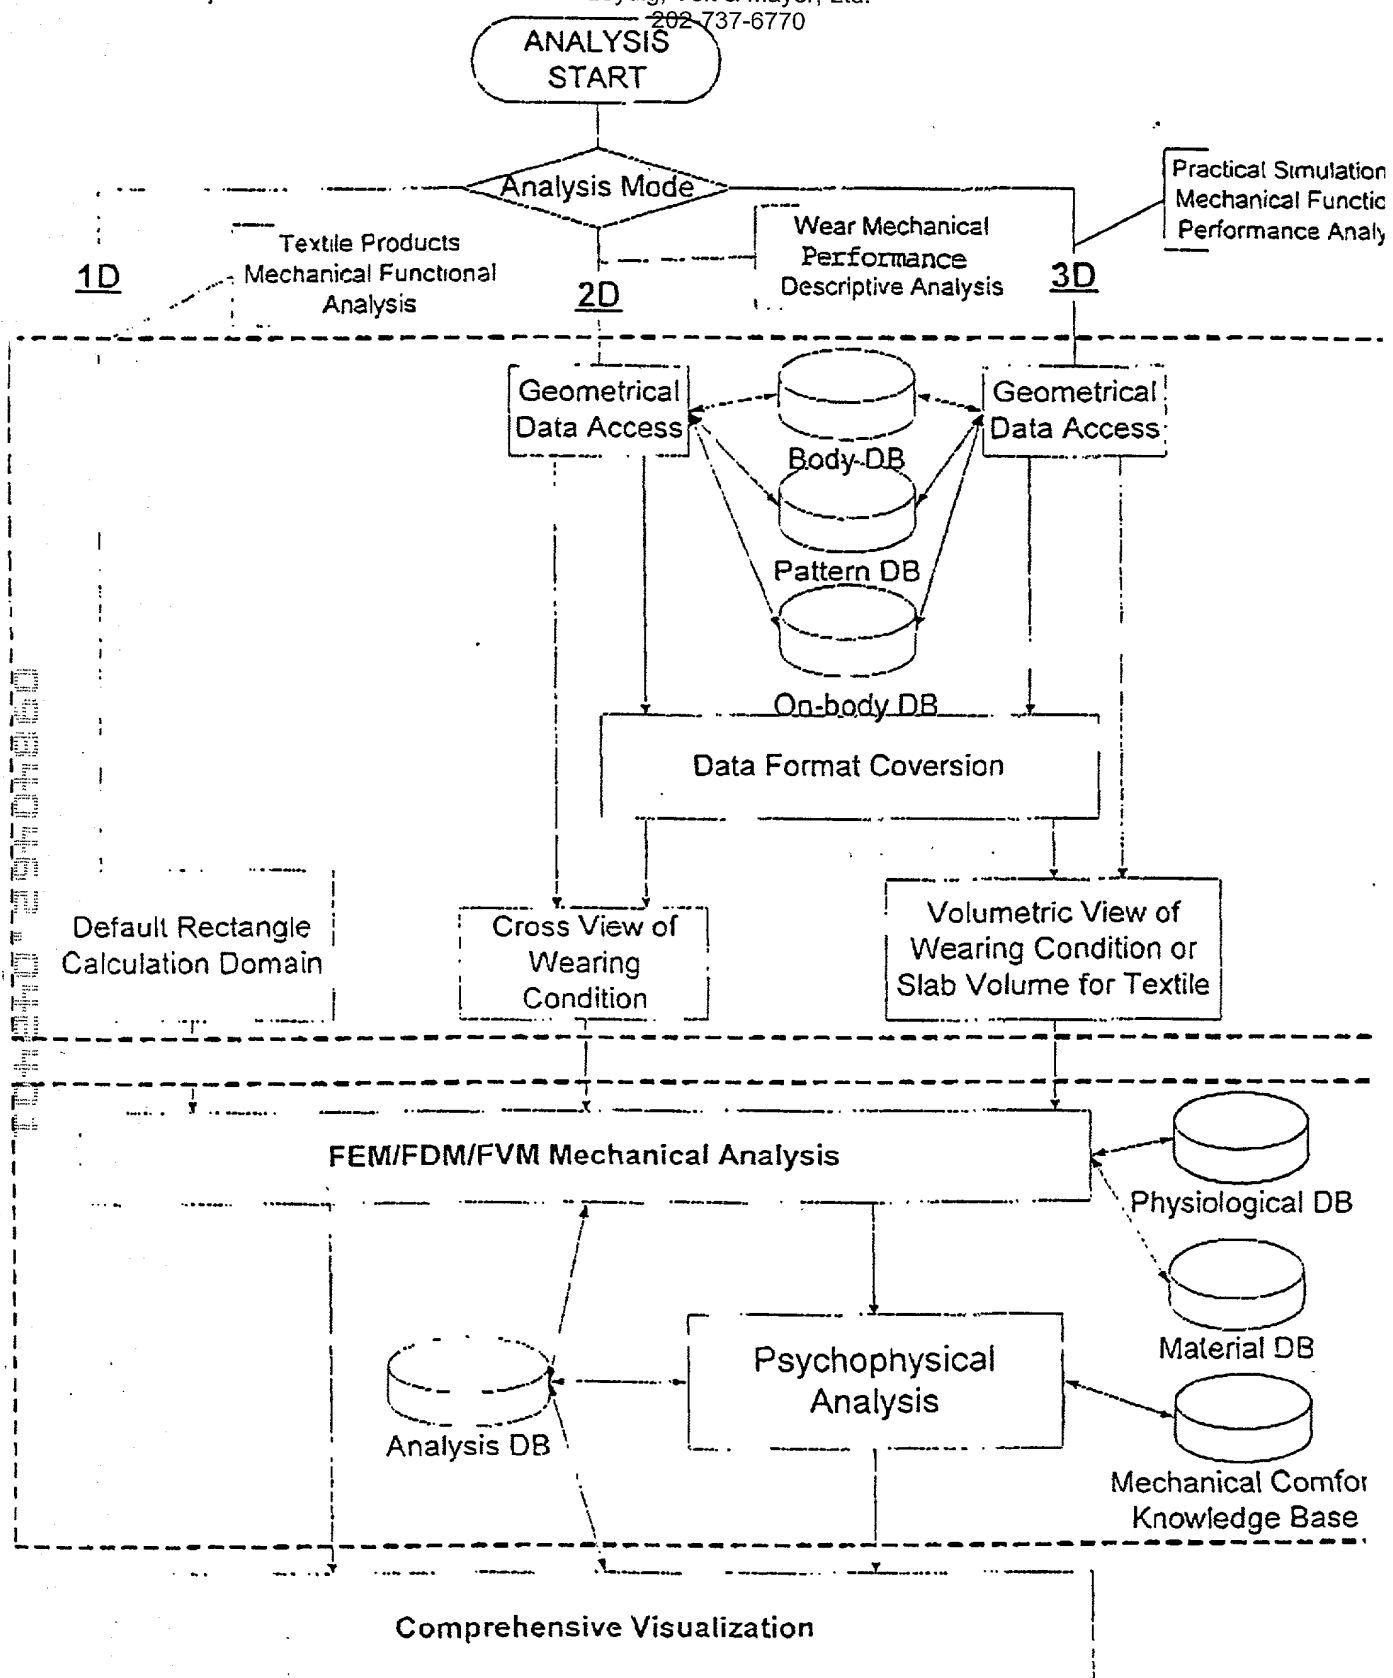 202-737-6770
ANALYSIS
START
Analysis Mode
Practical Simulation
Mechanical Functio
Performance Analy
Textile Products
Mechanical Functional
Analysis
Wear Mechanical
Performance
Descriptive Analysis
1D
2D
3D
Geometrical
Data Access
Geometrical
Data Access
Body-DB
Pattern DB
On-body DB
Data Format Coversion
Default Rectangle
Calculation Domain
Cross View of
Wearing
Condition
Volumetric View of
Wearing Condition or
Slab Volume for Textile
FEM/FDM/FVM Mechanical Analysis
Physiological DB
Material DB
Psychophysical
Analysis
Analysis DB
Mechanical Comfor
Knowledge Base
Comprehensive Visualization